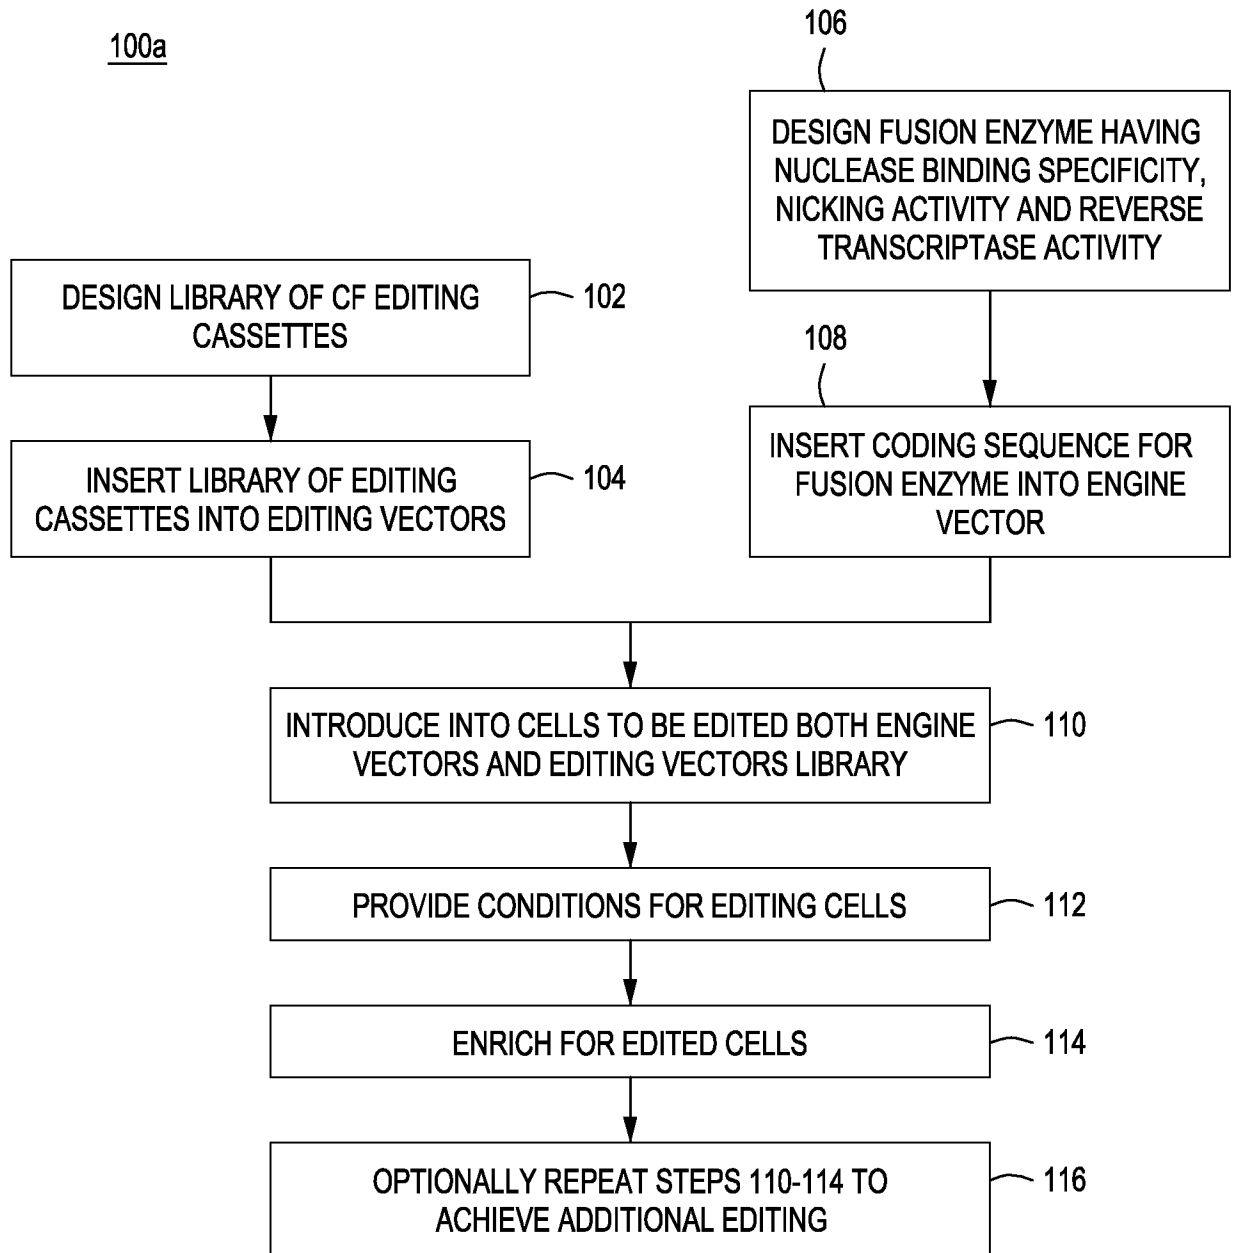 100a
106
DESIGN FUSION ENZYME HAVING
NUCLEASE BINDING SPECIFICITY,
NICKING ACTIVITY AND REVERSE
TRANSCRIPTASE ACTIVITY
DESIGN LIBRARY OF CF EDITING
CASSETTES
102
108
INSERT LIBRARY OF EDITING
CASSETTES INTO EDITING VECTORS
104
INSERT CODING SEQUENCE FOR
FUSION ENZYME INTO ENGINE
VECTOR
INTRODUCE INTO CELLS TO BE EDITED BOTH ENGINE
VECTORS AND EDITING VECTORS LIBRARY
110
PROVIDE CONDITIONS FOR EDITING CELLS
112
ENRICH FOR EDITED CELLS
114
OPTIONALLY REPEAT STEPS 110-114 TO
ACHIEVE ADDITIONAL EDITING
116